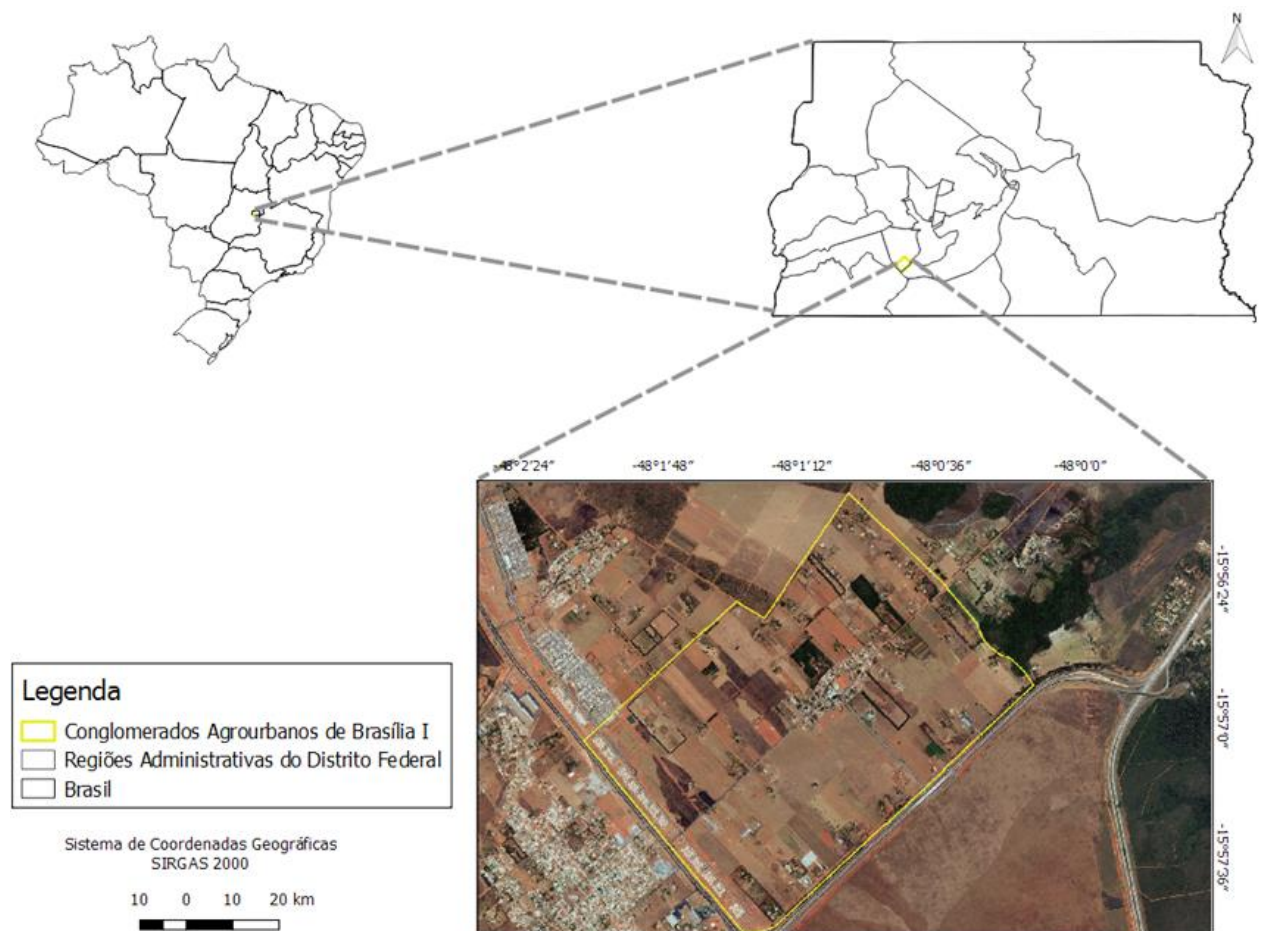 N
-48°2'24” -48°1'48” -48°1'12” -48°0'36” -48°0'0”
-15°56'24”
-15°57'0”
-15°57'36”
Legenda
Conglomerados Agrourbanos de Brasília I
Regiões Administrativas do Distrito Federal
Brasil
Sistema de Coordenadas Geográficas
SIRGAS 2000
10 0 10 20 km